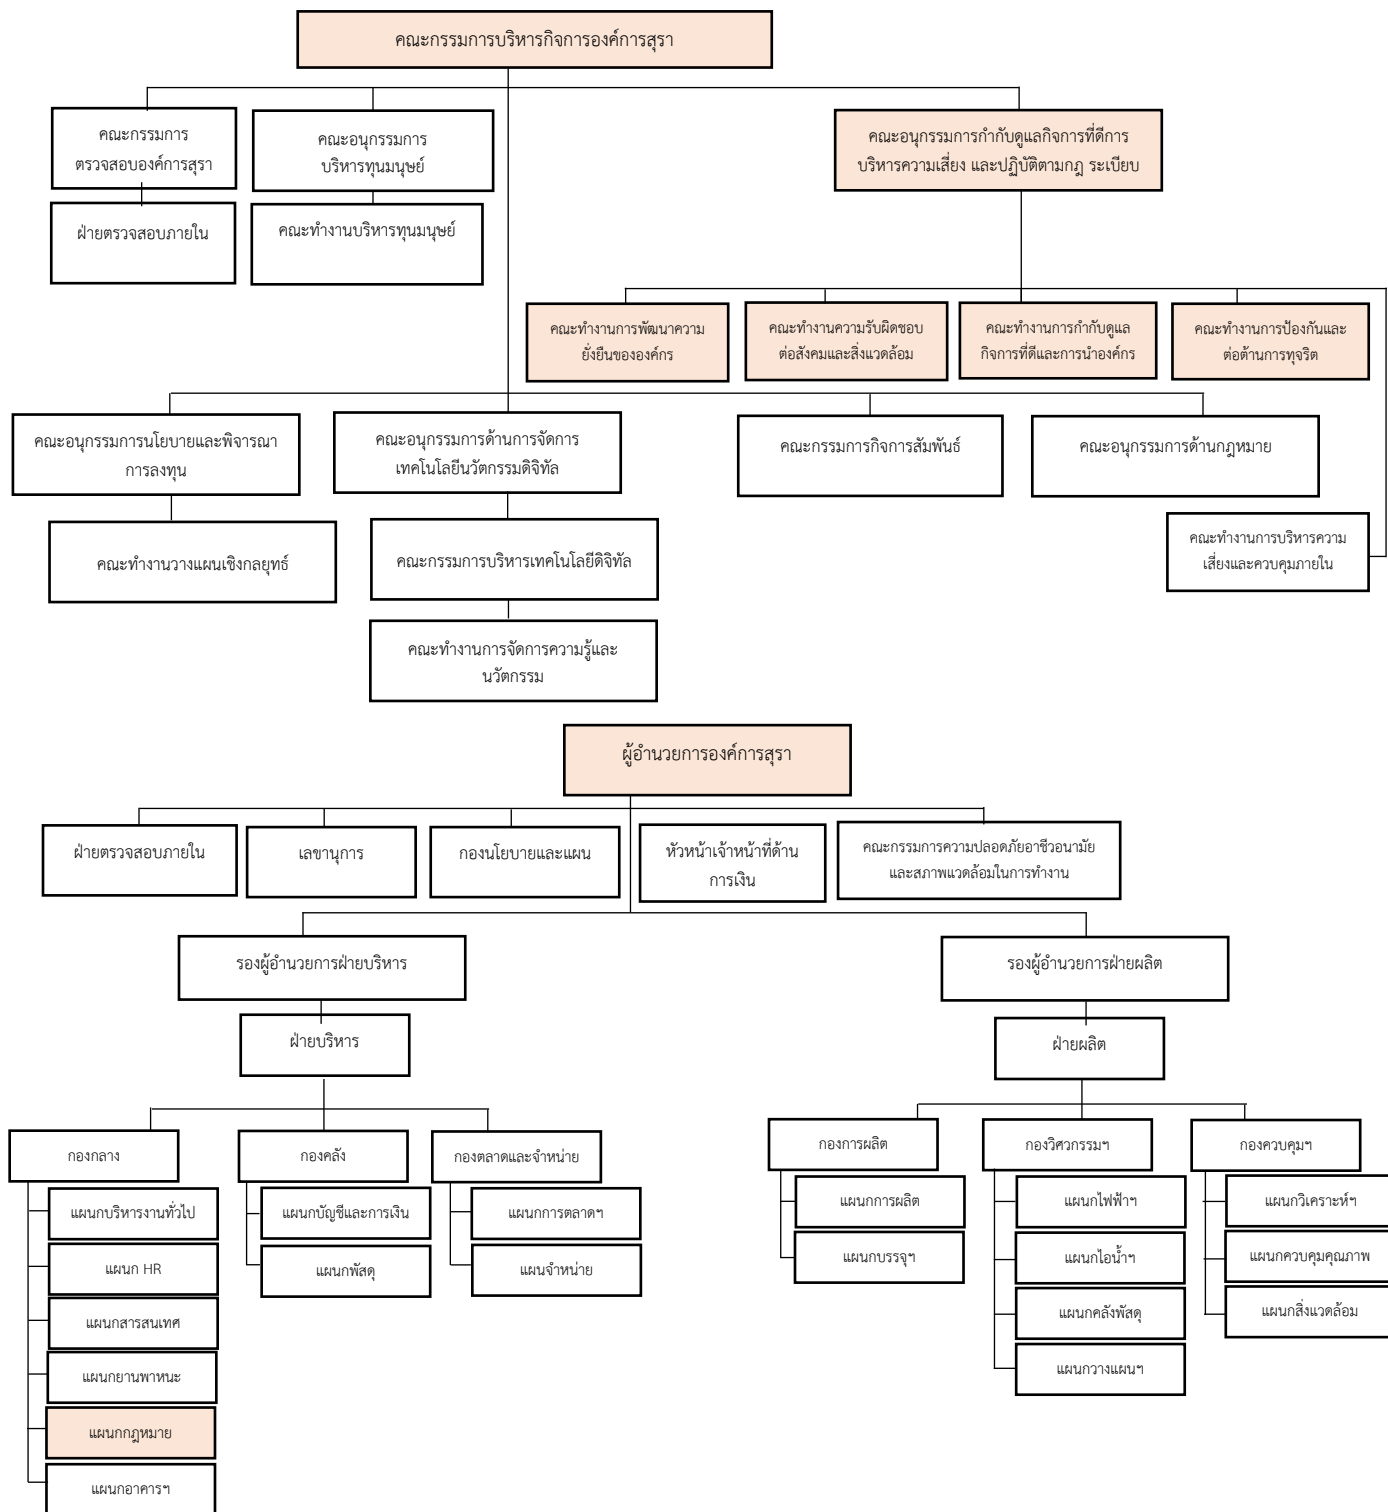 คณะกรรมการบริหารกิจการองค์การสุรา
คณะกรรมการ
ตรวจสอบองค์การสุรา
คณะอนุกรรมการ
บริหารทุนมนุษย์
คณะอนุกรรมการกำกับดูแลกิจการที่ดีการ
บริหารความเสี่ยง และปฏิบัติตามกฎ ระเบียบ
ฝ่ายตรวจสอบภายใน
คณะทำงานบริหารทุนมนุษย์
คณะทำงานการพัฒนาความ
ยั่งยืนขององค์กร
คณะทำงานความรับผิดชอบ
ต่อสังคมและสิ่งแวดล้อม
คณะทำงานการกำกับดูแล
กิจการที่ดีและการนำองค์กร
คณะทำงานการป้องกันและ
ต่อต้านการทุจริต
คณะอนุกรรมการนโยบายและพิจารณา
การลงทุน
คณะอนุกรรมการด้านการจัดการ
เทคโนโลยีนวัตกรรมดิจิทัล
คณะกรรมการกิจการสัมพันธ์
คณะอนุกรรมการด้านกฎหมาย
คณะทำงานวางแผนเชิงกลยุทธ์
คณะกรรมการบริหารเทคโนโลยีดิจิทัล
คณะทำงานการบริหารความ
เสี่ยงและควบคุมภายใน
คณะทำงานการจัดการความรู้และ
นวัตกรรม
ผู้อำนวยการองค์การสุรา
ฝ่ายตรวจสอบภายใน
เลขานุการ
กองนโยบายและแผน
หัวหน้าเจ้าหน้าที่ด้าน
การเงิน
คณะกรรมการความปลอดภัยอาชีวอนามัย
และสภาพแวดล้อมในการทำงาน
รองผู้อำนวยการฝ่ายบริหาร
รองผู้อำนวยการฝ่ายผลิต
ฝ่ายบริหาร
ฝ่ายผลิต
กองกลาง
กองคลัง
กองตลาดและจำหน่าย
กองการผลิต
กองวิศวกรรมฯ
กองควบคุมฯ
แผนกบริหารงานทั่วไป
แผนก HR
แผนกสารสนเทศ
แผนกยานพาหนะ
แผนกกฎหมาย
แผนกอาคารฯ
แผนกบัญชีและการเงิน
แผนกพัสดุ
แผนกการตลาดฯ
แผนจำหน่าย
แผนกการผลิต
แผนกบรรจุฯ
แผนกไฟฟ้าฯ
แผนกไอน้ำฯ
แผนกคลังพัสดุ
แผนกวางแผนฯ
แผนกวิเคราะห์ฯ
แผนกควบคุมคุณภาพ
แผนกสิ่งแวดล้อม